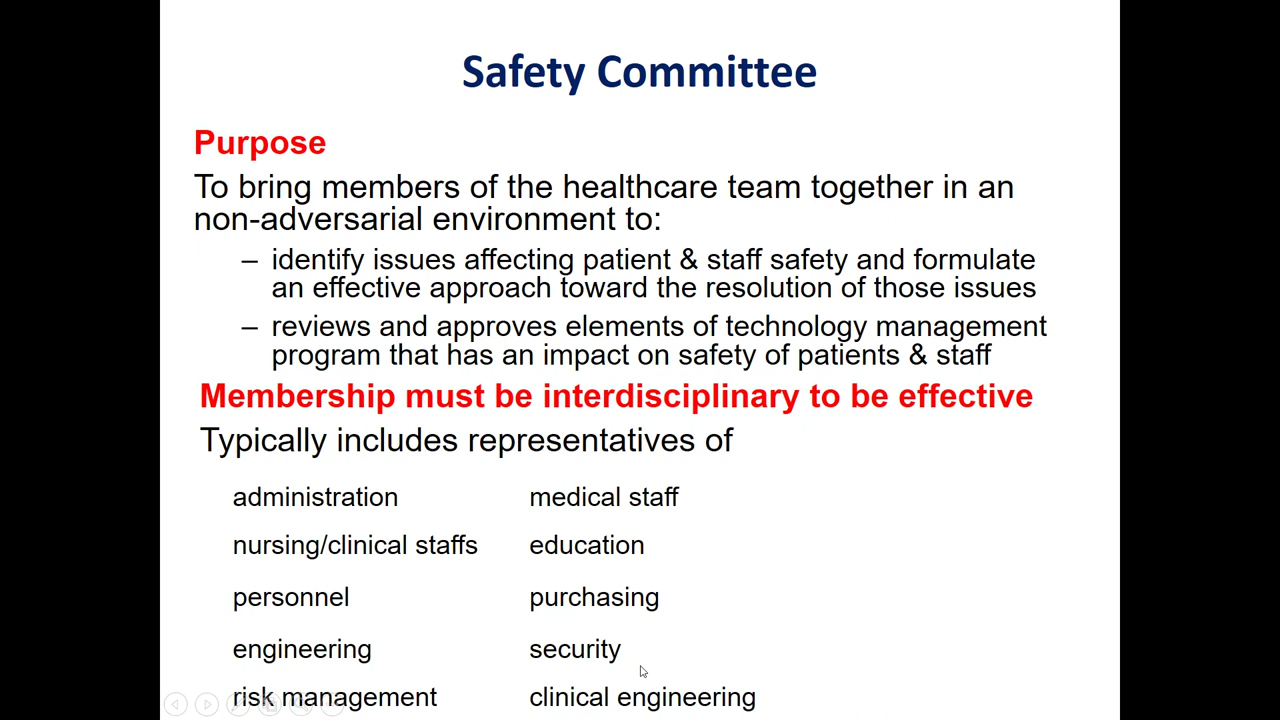 Safety Committee
Purpose
To bring members of the healthcare team together in an
non-adversarial environment to:
– identify issues affecting patient & staff safety and formulate
an effective approach toward the resolution of those issues
– reviews and approves elements of technology management
program that has an impact on safety of patients & staff
Membership must be interdisciplinary to be effective
Typically includes representatives of
administration medical staff
nursing/clinical staffs education
personnel purchasing
engineering security
risk management clinical engineering